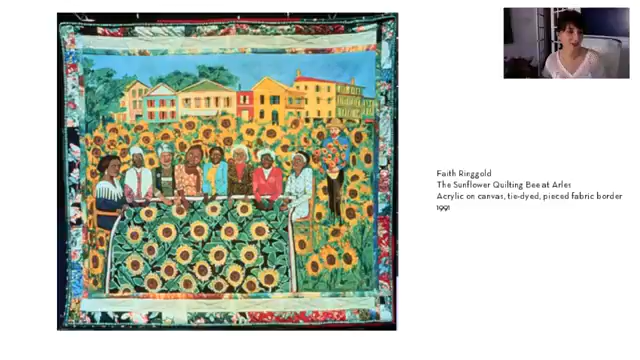 Faith Ringgold
The Sunflower Quilting Bee at Arles
Acrylic on canvas, tie-dyed, pieced fabric border
1991